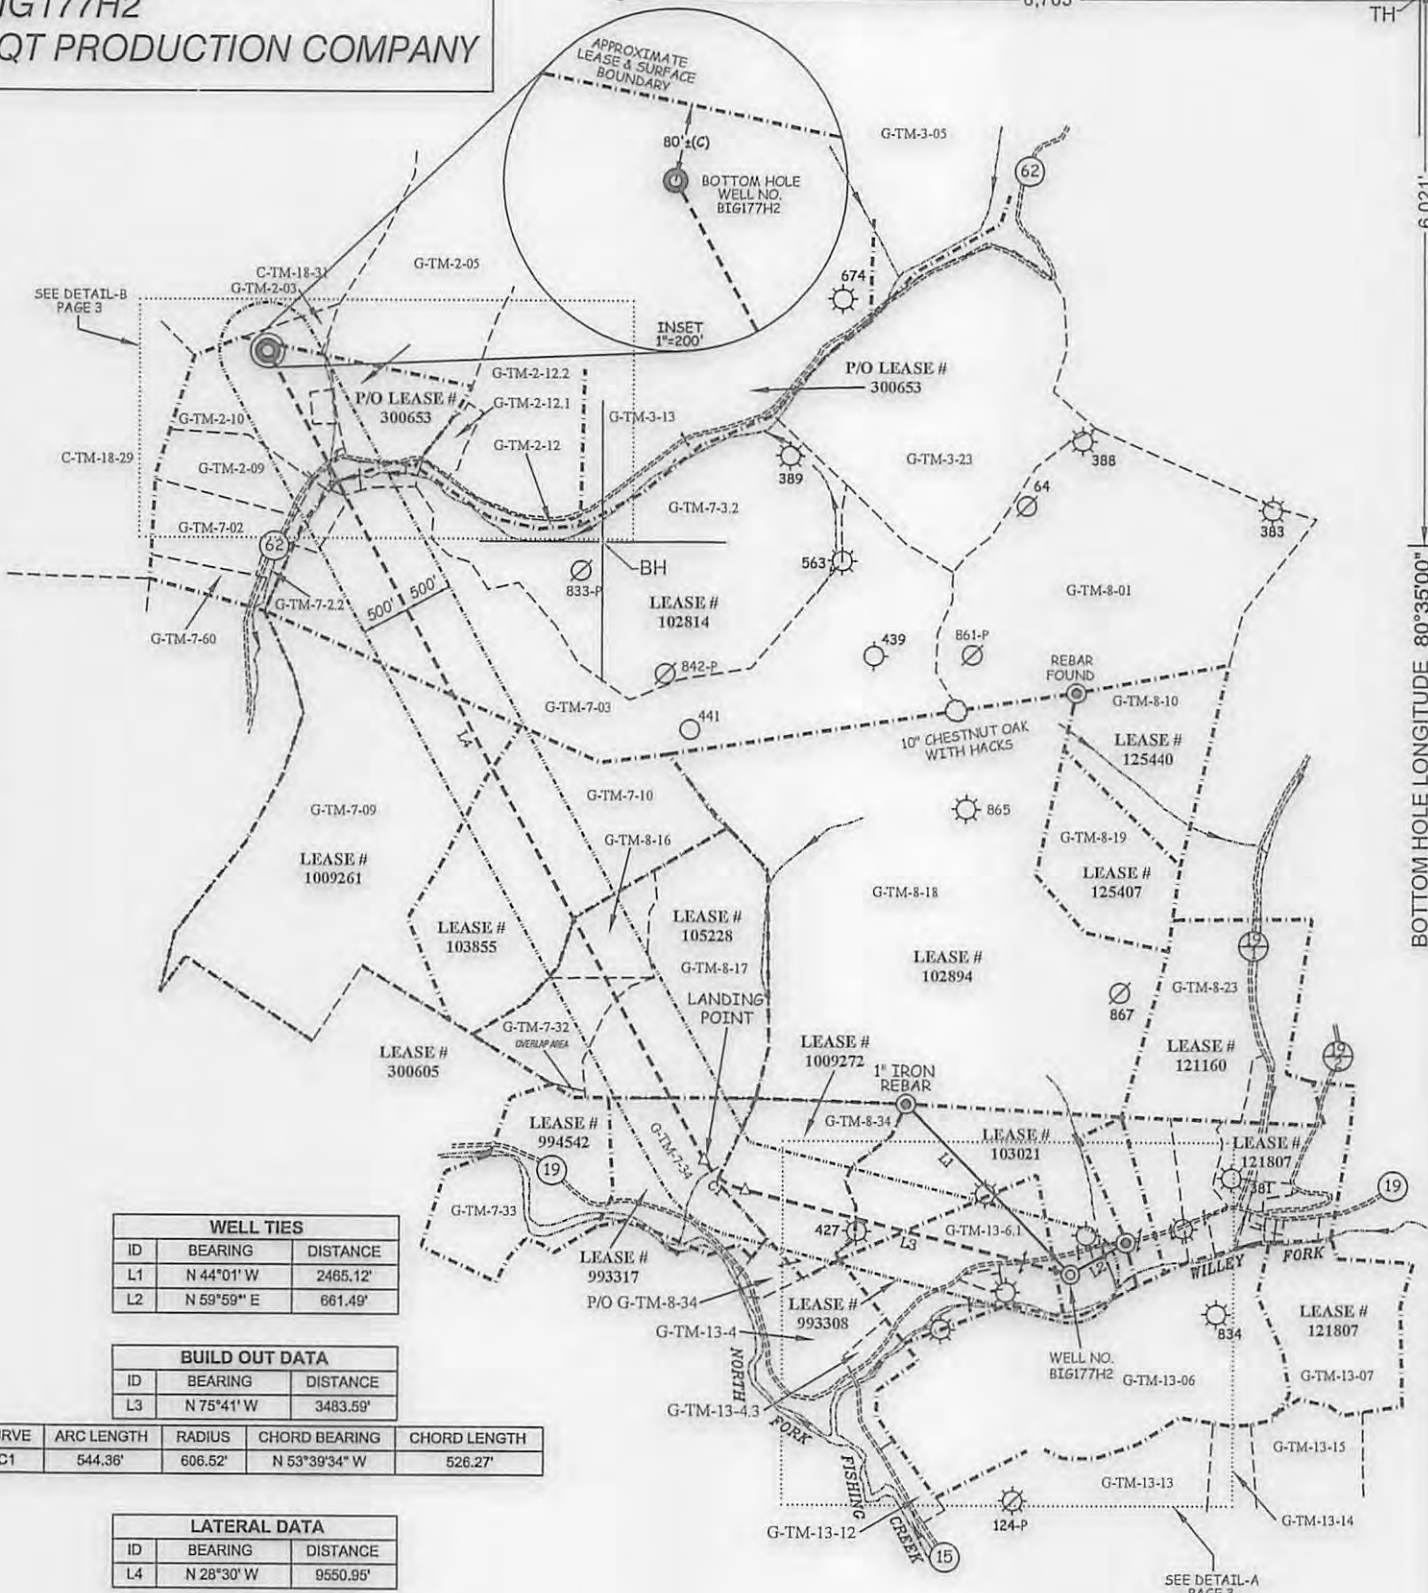 BIG177H2
QT PRODUCTION COMPANY
6,703'
TH
APPROXIMATE
LEASE & SURFACE
BOUNDARY
80'±(C)
BOTTOM HOLE
WELL NO.
BIG177H2
INSET
1"=200'
G-TM-3-05
62
6,021'
BOTTOM HOLE LONGITUDE 80°35'00"
SEE DETAIL-B
PAGE 3
C-TM-18-31
G-TM-2-03
G-TM-2-05
674
P/O LEASE #
300653
G-TM-2-12.2
G-TM-2-12.1
G-TM-2-12
G-TM-3-13
P/O LEASE #
300653
G-TM-2-10
C-TM-18-29
G-TM-2-09
G-TM-7-02
62
G-TM-7-2.2
G-TM-7-60
500' 500'
389
G-TM-3-23
388
64
383
G-TM-7-3.2
563
BH
833-P
LEASE #
102814
G-TM-8-01
842-P
439
861-P
REBAR
FOUND
G-TM-7-03
441
10" CHESTNUT OAK
WITH HACKS
G-TM-8-10
LEASE #
125440
L4
G-TM-7-09
LEASE #
1009261
G-TM-7-10
G-TM-8-16
865
G-TM-8-19
LEASE #
125407
G-TM-8-18
LEASE #
103855
LEASE #
105228
G-TM-8-17
LEASE #
102894
19
1
G-TM-8-23
867
LANDING
POINT
G-TM-7-32
OVERLAP AREA
LEASE #
300605
LEASE #
1009272
1" IRON
REBAR
LEASE #
121160
19
2
LEASE #
994542
G-TM-7-34
G-TM-8-34
LEASE #
103021
LEASE #
121807
381
19
L1
19
G-TM-7-33
C1
LEASE #
993317
427
L3
G-TM-13-6.1
L2
WILLEY FORK
P/O G-TM-8-34
LEASE #
993308
G-TM-13-4
834
LEASE #
121807
WELL NO.
BIG177H2
G-TM-13-06
G-TM-13-07
G-TM-13-4.3
NORTH
FORK
FISHING
CREEK
G-TM-13-15
G-TM-13-13
124-P
G-TM-13-12
G-TM-13-14
15
SEE DETAIL-A
PAGE 3
WELL TIES
ID BEARING DISTANCE
L1 N 44°01' W 2465.12'
L2 N 59°59'" E 661.49'
BUILD OUT DATA
ID BEARING DISTANCE
L3 N 75°41' W 3483.59'
RVE ARC LENGTH RADIUS CHORD BEARING CHORD LENGTH
C1 544.36' 606.52' N 53°39'34" W 526.27'
LATERAL DATA
ID BEARING DISTANCE
L4 N 28°30' W 9550.95'